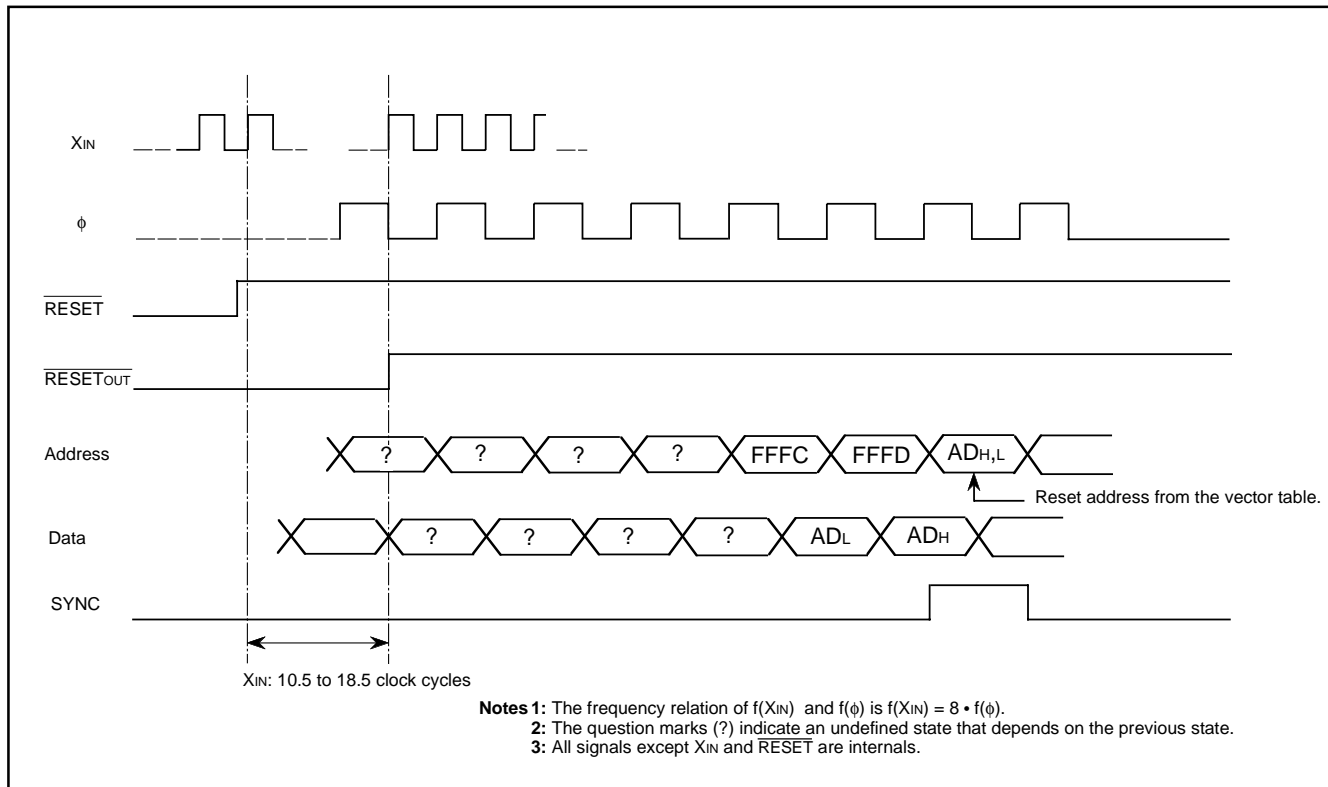 XIN
ϕ
RESET
RESETOUT
Address
? ? ? ? FFFC FFFD ADH,L
Reset address from the vector table.
Data
? ? ? ? ADL ADH
SYNC
XIN: 10.5 to 18.5 clock cycles
Notes 1: The frequency relation of f(XIN) and f(ϕ) is f(XIN) = 8 • f(ϕ).
2: The question marks (?) indicate an undefined state that depends on the previous state.
3: All signals except XIN and RESET are internals.